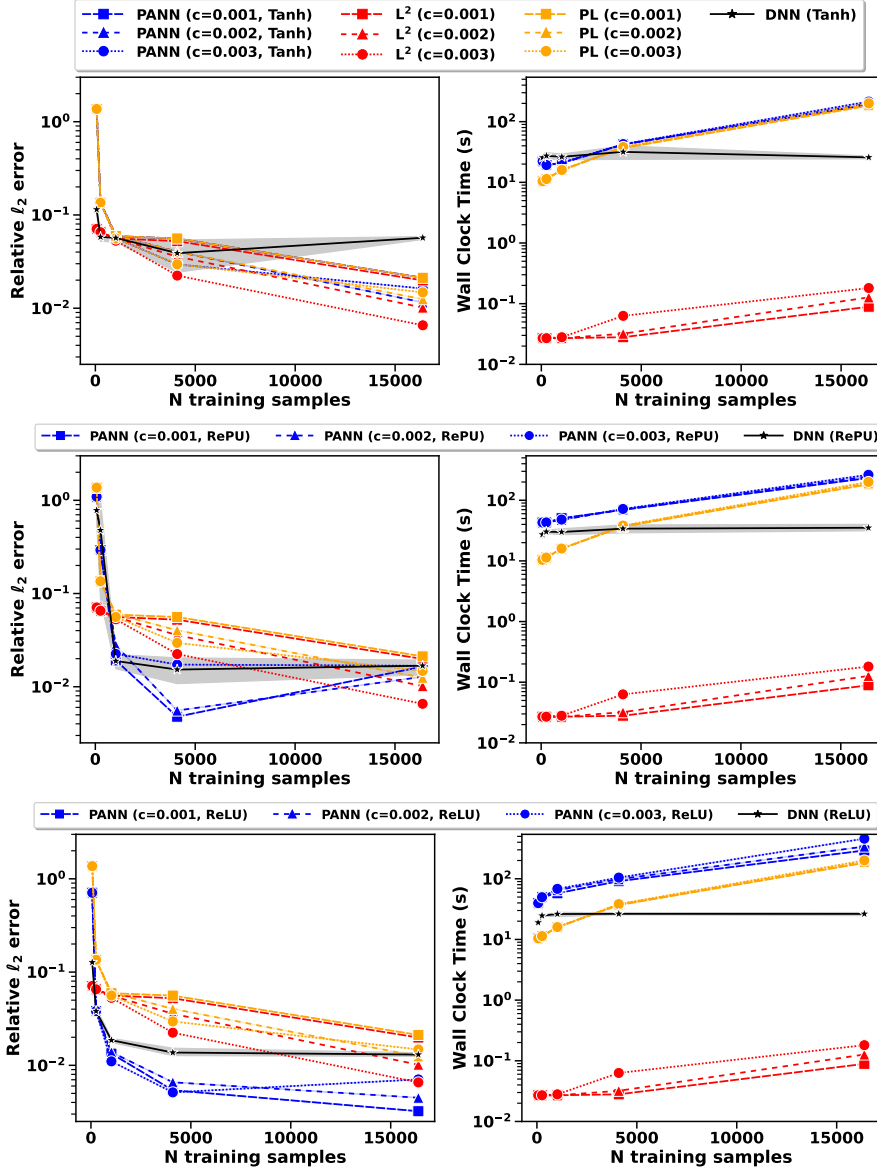 PANN (c=0.001, Tanh) L² (c=0.001) PL (c=0.001) DNN (Tanh)
PANN (c=0.002, Tanh) L² (c=0.002) PL (c=0.002)
PANN (c=0.003, Tanh) L² (c=0.003) PL (c=0.003)
Relative ℓ₂ error
10⁰
10⁻¹
10⁻²
0 5000 10000 15000
N training samples
Wall Clock Time (s)
10²
10¹
10⁰
10⁻¹
10⁻²
0 5000 10000 15000
N training samples
PANN (c=0.001, RePU) PANN (c=0.002, RePU) PANN (c=0.003, RePU) DNN (RePU)
Relative ℓ₂ error
10⁰
10⁻¹
10⁻²
0 5000 10000 15000
N training samples
Wall Clock Time (s)
10²
10¹
10⁰
10⁻¹
10⁻²
0 5000 10000 15000
N training samples
PANN (c=0.001, ReLU) PANN (c=0.002, ReLU) PANN (c=0.003, ReLU) DNN (ReLU)
Relative ℓ₂ error
10⁰
10⁻¹
10⁻²
0 5000 10000 15000
N training samples
Wall Clock Time (s)
10²
10¹
10⁰
10⁻¹
10⁻²
0 5000 10000 15000
N training samples